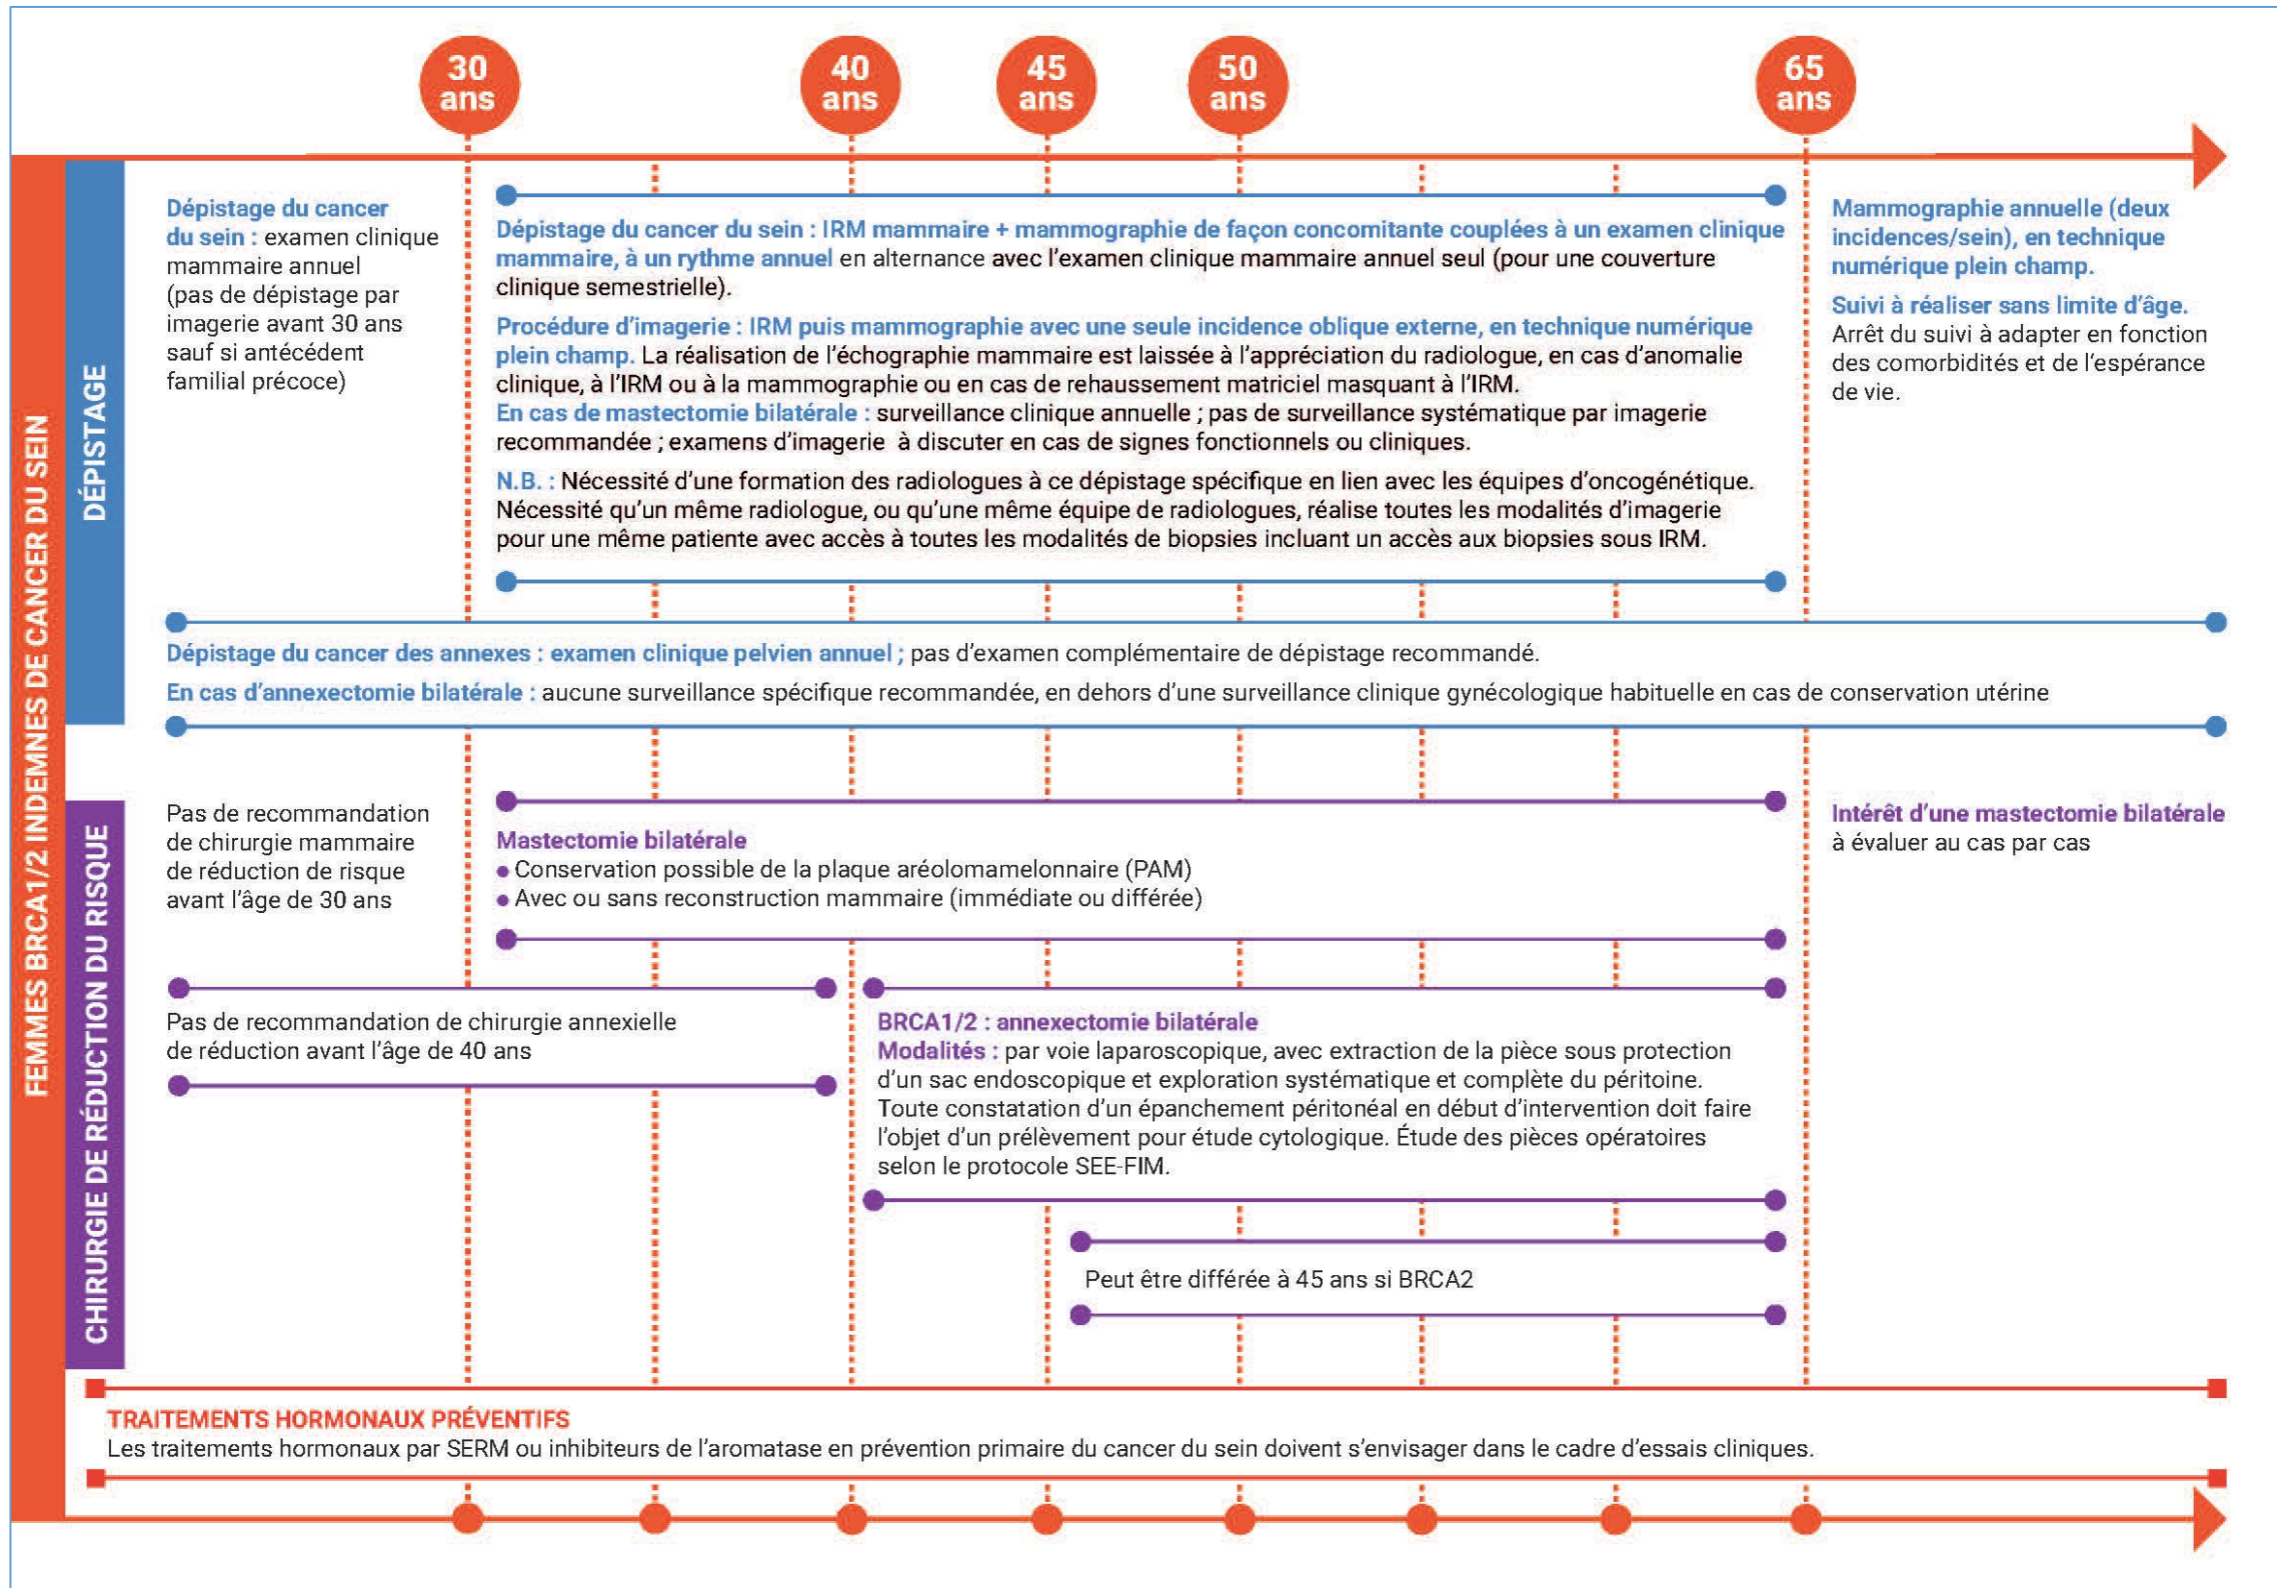 30
ans
40
ans
45
ans
50
ans
65
ans
FEMMES BRCA1/2 INDEMNES DE CANCER DU SEIN
DÉPISTAGE
Dépistage du cancer
du sein : examen clinique
mammaire annuel
(pas de dépistage par
imagerie avant 30 ans
sauf si antécédent
familial précoce)
Dépistage du cancer du sein : IRM mammaire + mammographie de façon concomitante couplées à un examen clinique
mammaire, à un rythme annuel en alternance avec l'examen clinique mammaire annuel seul (pour une couverture
clinique semestrielle).
Procédure d'imagerie : IRM puis mammographie avec une seule incidence oblique externe, en technique numérique
plein champ. La réalisation de l'échographie mammaire est laissée à l'appréciation du radiologue, en cas d'anomalie
clinique, à l'IRM ou à la mammographie ou en cas de rehaussement matriciel masquant à l'IRM.
En cas de mastectomie bilatérale : surveillance clinique annuelle ; pas de surveillance systématique par imagerie
recommandée ; examens d'imagerie à discuter en cas de signes fonctionnels ou cliniques.
N.B. : Nécessité d'une formation des radiologues à ce dépistage spécifique en lien avec les équipes d'oncogénétique.
Nécessité qu'un même radiologue, ou qu'une même équipe de radiologues, réalise toutes les modalités d'imagerie
pour une même patiente avec accès à toutes les modalités de biopsies incluant un accès aux biopsies sous IRM.
Mammographie annuelle (deux
incidences/sein), en technique
numérique plein champ.
Suivi à réaliser sans limite d'âge.
Arrêt du suivi à adapter en fonction
des comorbidités et de l'espérance
de vie.
Dépistage du cancer des annexes : examen clinique pelvien annuel ; pas d'examen complémentaire de dépistage recommandé.
En cas d'annexectomie bilatérale : aucune surveillance spécifique recommandée, en dehors d'une surveillance clinique gynécologique habituelle en cas de conservation utérine
CHIRURGIE DE RÉDUCTION DU RISQUE
Pas de recommandation
de chirurgie mammaire
de réduction de risque
avant l'âge de 30 ans
Mastectomie bilatérale
• Conservation possible de la plaque aréolomamelonnaire (PAM)
• Avec ou sans reconstruction mammaire (immédiate ou différée)
Intérêt d'une mastectomie bilatérale
à évaluer au cas par cas
Pas de recommandation de chirurgie annexielle
de réduction avant l'âge de 40 ans
BRCA1/2 : annexectomie bilatérale
Modalités : par voie laparoscopique, avec extraction de la pièce sous protection
d'un sac endoscopique et exploration systématique et complète du péritoine.
Toute constatation d'un épanchement péritonéal en début d'intervention doit faire
l'objet d'un prélèvement pour étude cytologique. Étude des pièces opératoires
selon le protocole SEE-FIM.
Peut être différée à 45 ans si BRCA2
TRAITEMENTS HORMONAUX PRÉVENTIFS
Les traitements hormonaux par SERM ou inhibiteurs de l'aromatase en prévention primaire du cancer du sein doivent s'envisager dans le cadre d'essais cliniques.